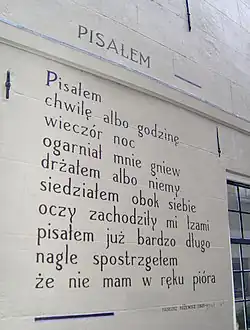 PISAŁEM
Pisałem
chwilę albo godzinę
wieczór noc
ogarniał mnie gniew
drżałem albo niemy
siedziałem obok siebie
oczy zachodziły mi łzami
pisałem już bardzo długo
nagle spostrzegłem
że nie mam w ręku pióra